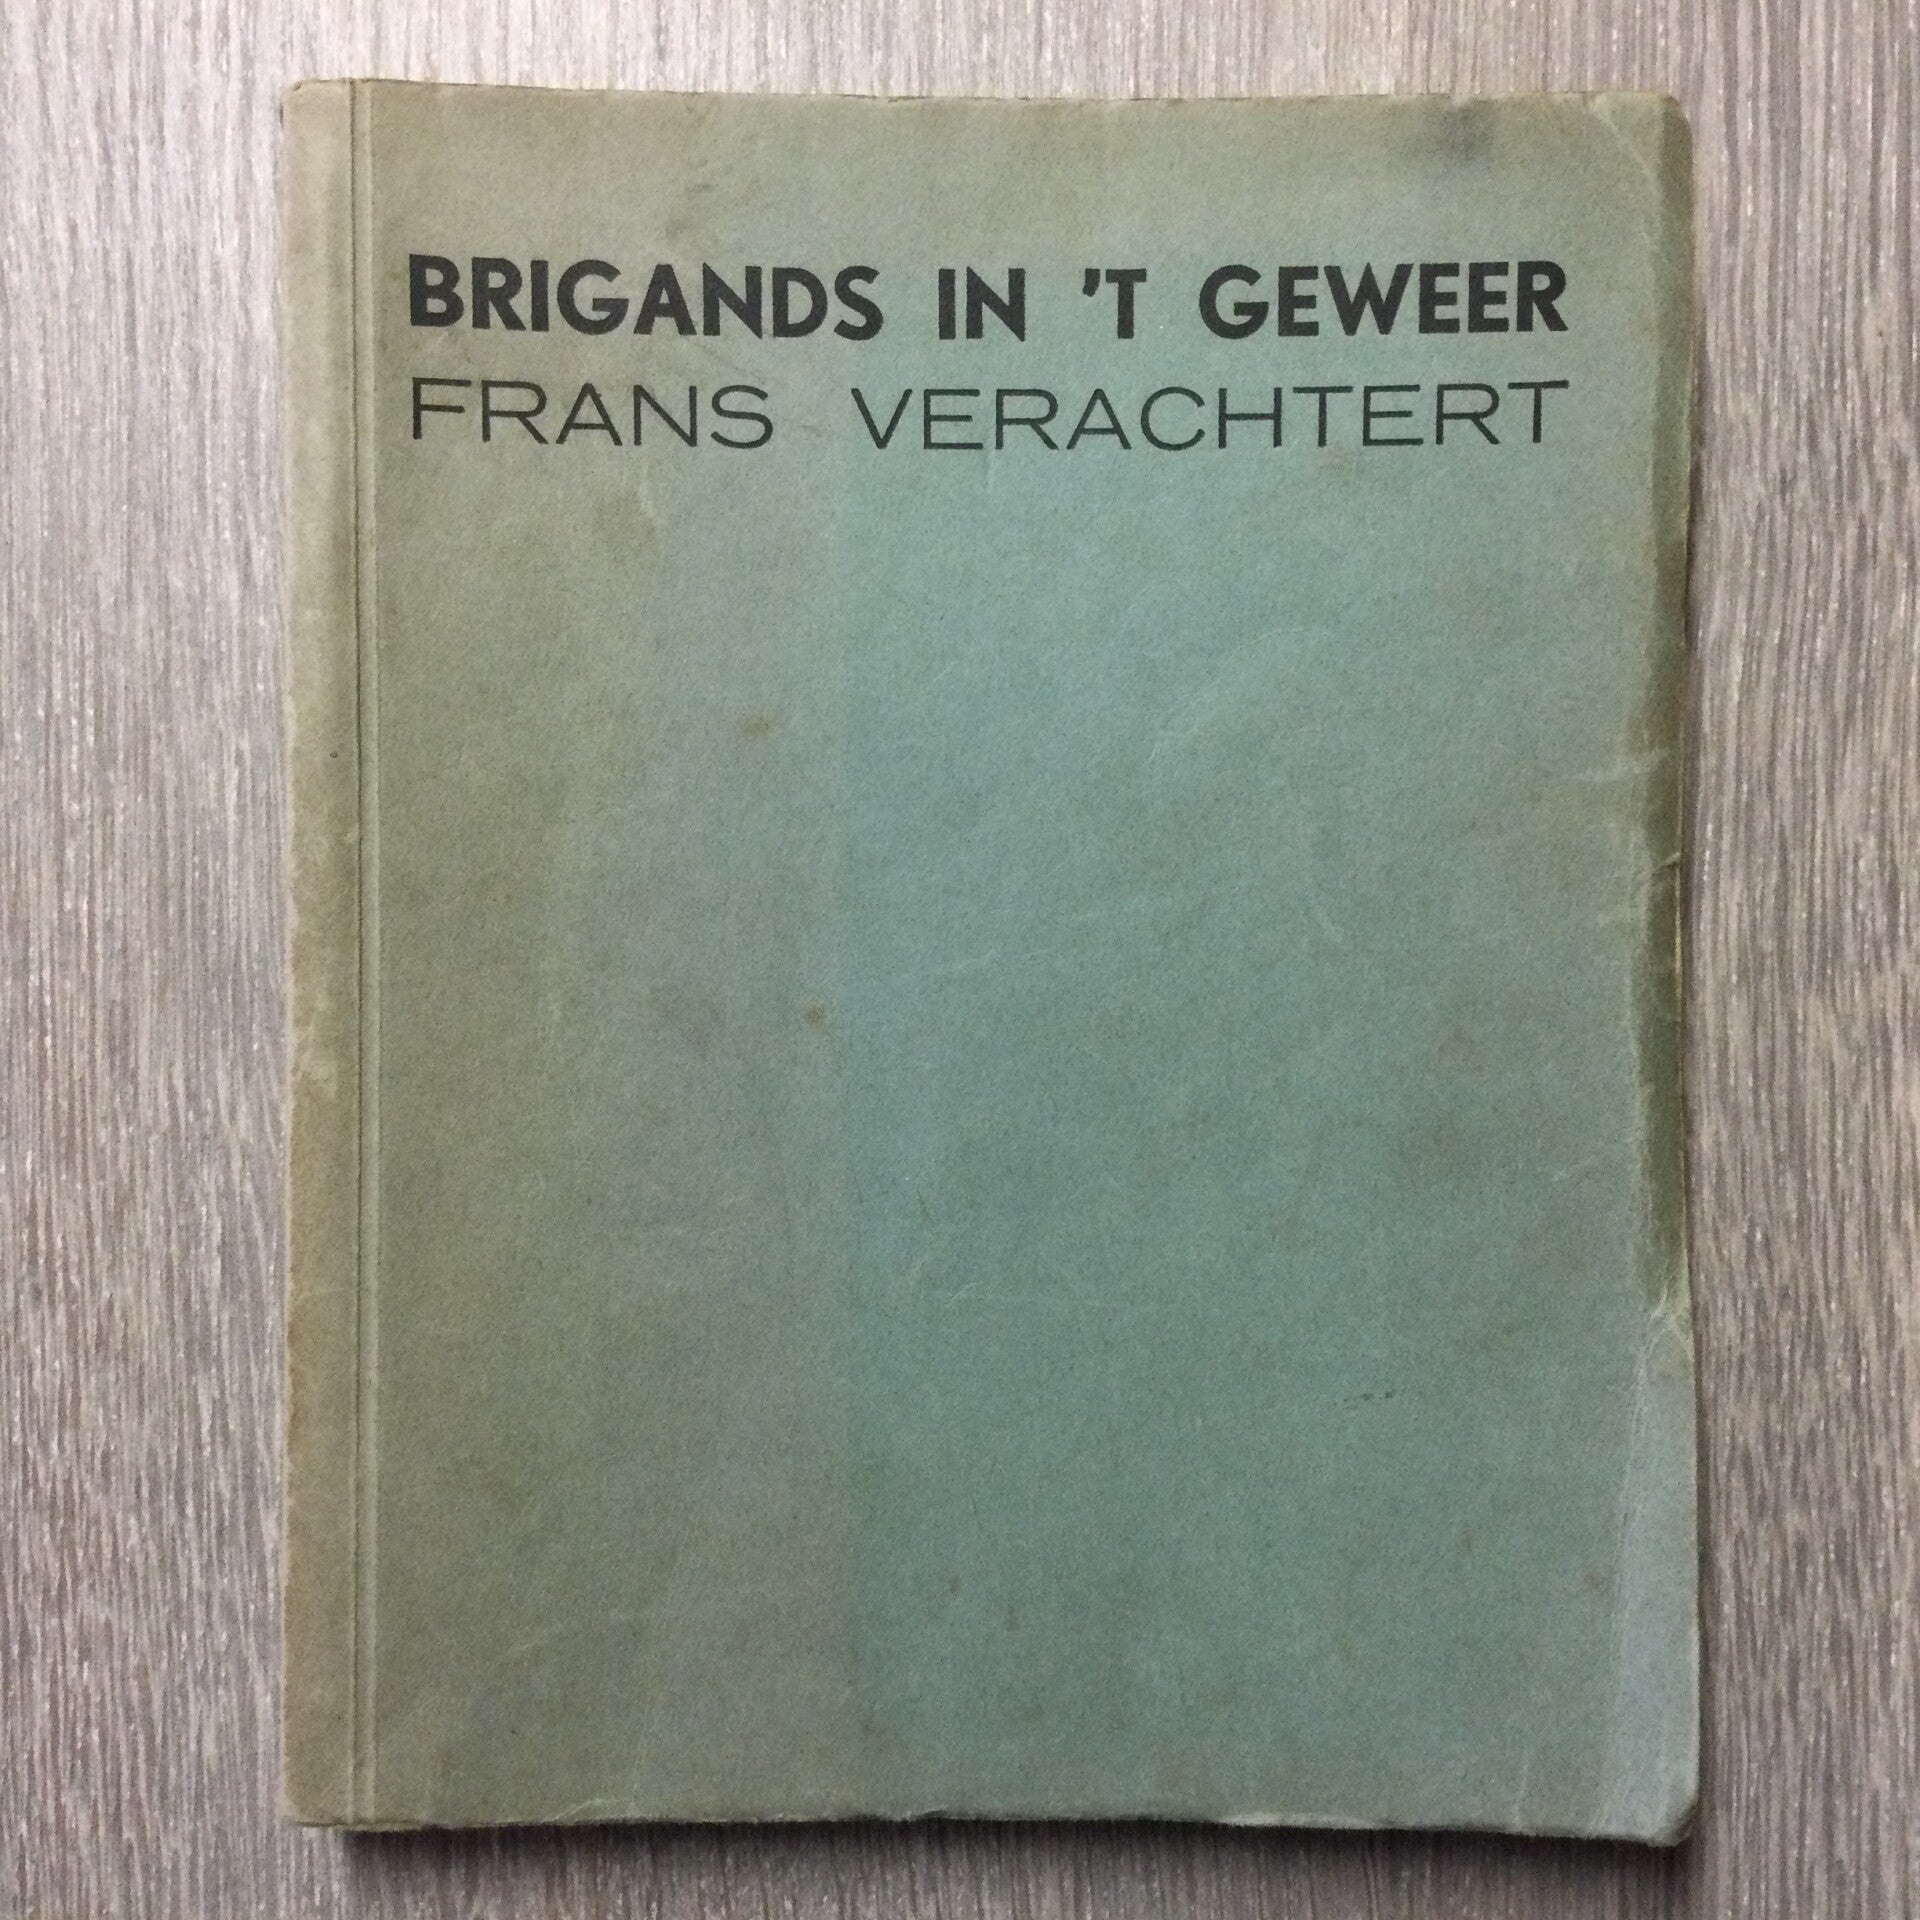 BRIGANDS IN 'T GEWEER
FRANS VERACHTERT